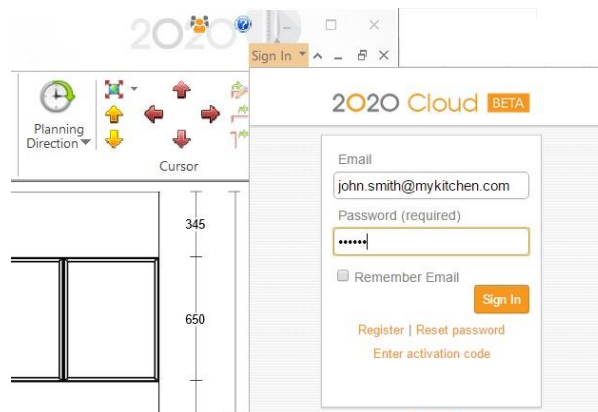 2020
Sign In
2020 Cloud BETA
Planning
Direction
Cursor
Email
john.smith@mykitchen.com
Password (required)
••••••
Remember Email
Sign In
Register | Reset password
Enter activation code
345
650